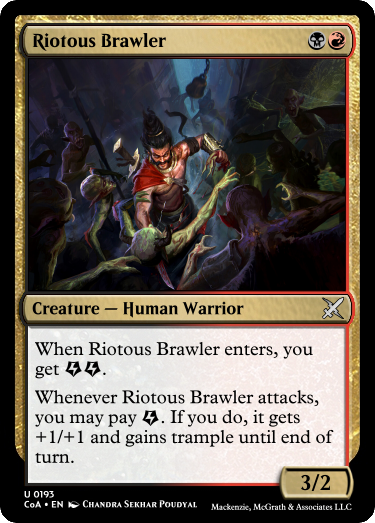 Riotous Brawler
Creature — Human Warrior
When Riotous Brawler enters, you
get .
Whenever Riotous Brawler attacks,
you may pay . If you do, it gets
+1/+1 and gains trample until end of
turn.
3/2
U 0193
CoA • EN Chandra Sekhar Poudyal
Mackenzie, McGrath & Associates LLC